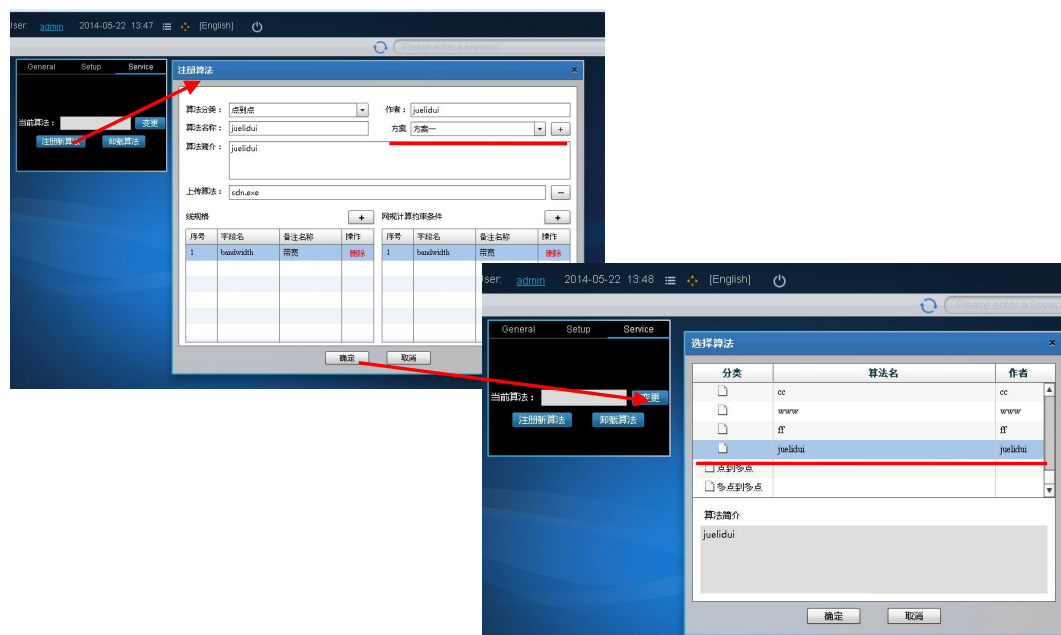 User: admin 2014-05-22 13:47 [English]
Please enter a keyword
General Setup Service
当前算法： 变更
注册新算法 卸载算法
注册算法 ×
算法分类： 点到点 作者： juelidui
算法名称： juelidui 方案 方案一 +
算法简介： juelidui
上传算法： sdn.exe －
线规格 + 网规计算约束条件 +
序号 字段名 备注名称 操作 序号 字段名 备注名称 操作
1 bandwidth 带宽 删除 1 bandwidth 带宽 删除
确定 取消
User: admin 2014-05-22 13:48 [English]
Please enter a keywo
General Setup Service
当前算法： 变更
注册新算法 卸载算法
选择算法 ×
分类 算法名 作者
cc cc
www www
ff ff
juelidui juelidui
点到多点
多点到多点
算法简介
juelidui
确定 取消